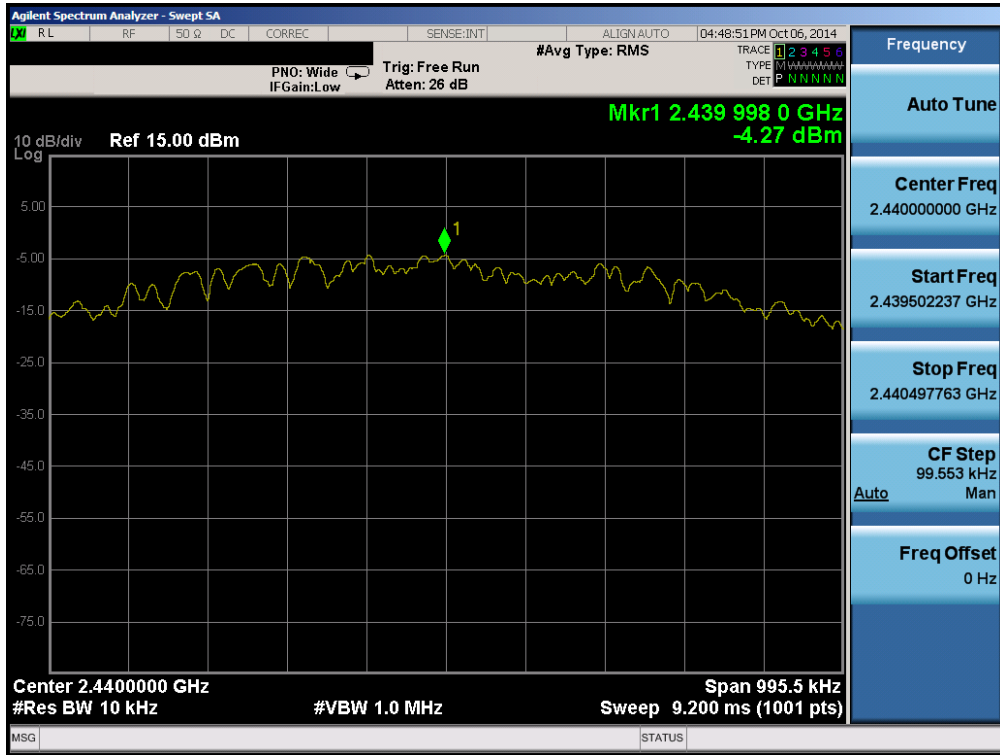 Agilent Spectrum Analyzer - Swept SA
LXI RL RF 50 Ω DC CORREC SENSE:INT ALIGN AUTO 04:48:51 PM Oct 06, 2014
#Avg Type: RMS TRACE 1 2 3 4 5 6
PNO: Wide Trig: Free Run TYPE M WWWWW
IFGain:Low Atten: 26 dB DET P N N N N N
Mkr1 2.439 998 0 GHz
-4.27 dBm
10 dB/div Ref 15.00 dBm
Log
1
5.00
-5.00
-15.0
-25.0
-35.0
-45.0
-55.0
-65.0
-75.0
Center 2.4400000 GHz Span 995.5 kHz
#Res BW 10 kHz #VBW 1.0 MHz Sweep 9.200 ms (1001 pts)
MSG STATUS
Frequency
Auto Tune
Center Freq
2.440000000 GHz
Start Freq
2.439502237 GHz
Stop Freq
2.440497763 GHz
CF Step
99.553 kHz
Auto Man
Freq Offset
0 Hz